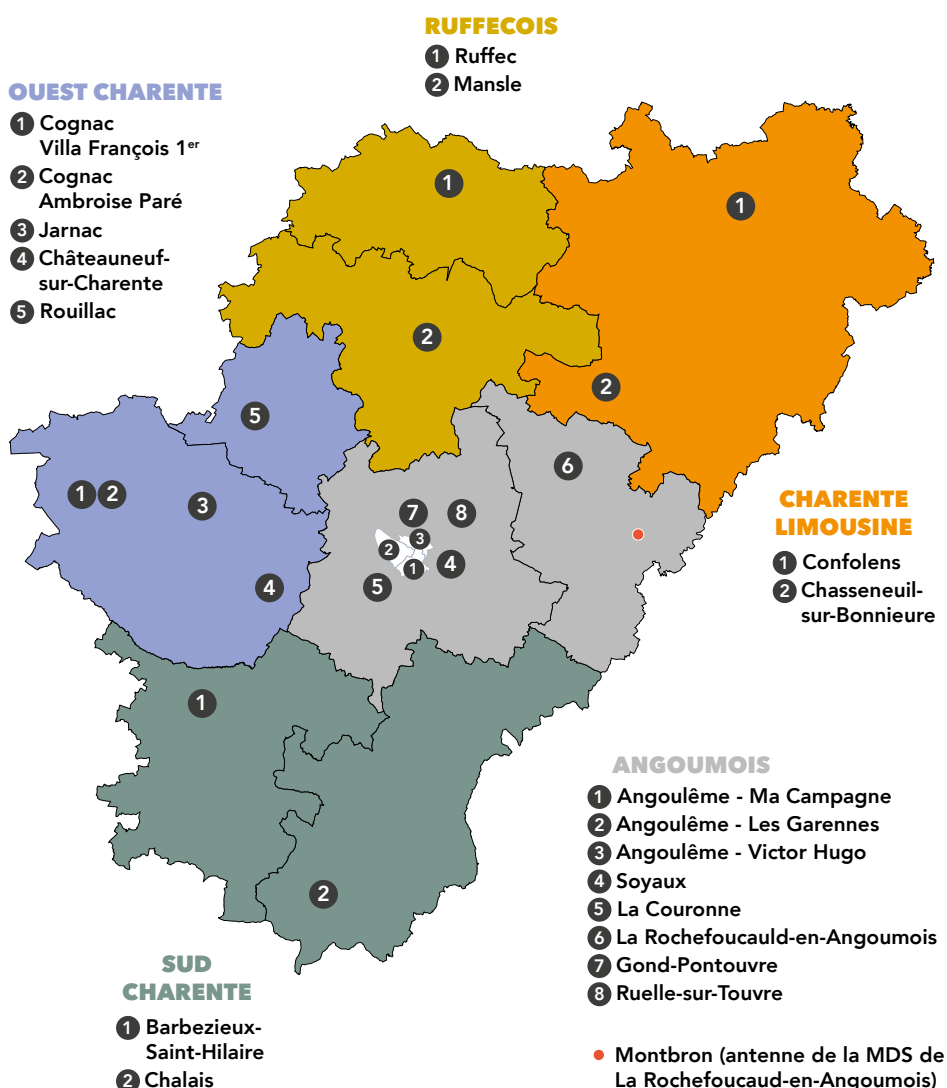 RUFFECOIS
1 Ruffec
2 Mansle
OUEST CHARENTE
1 Cognac
Villa François 1er
2 Cognac
Ambroise Paré
3 Jarnac
4 Châteauneuf-
sur-Charente
5 Rouillac
1
1
2
2
5
6
1 2
3
7
8
3
2
4
1
5
4
CHARENTE
LIMOUSINE
1 Confolens
2 Chasseneuil-
sur-Bonnieure
1
2
ANGOUMOIS
1 Angoulême - Ma Campagne
2 Angoulême - Les Garennes
3 Angoulême - Victor Hugo
4 Soyaux
5 La Couronne
6 La Rochefoucauld-en-Angoumois
7 Gond-Pontouvre
8 Ruelle-sur-Touvre
SUD
CHARENTE
1 Barbezieux-
Saint-Hilaire
2 Chalais
Montbron (antenne de la MDS de
La Rochefoucaud-en-Angoumois)